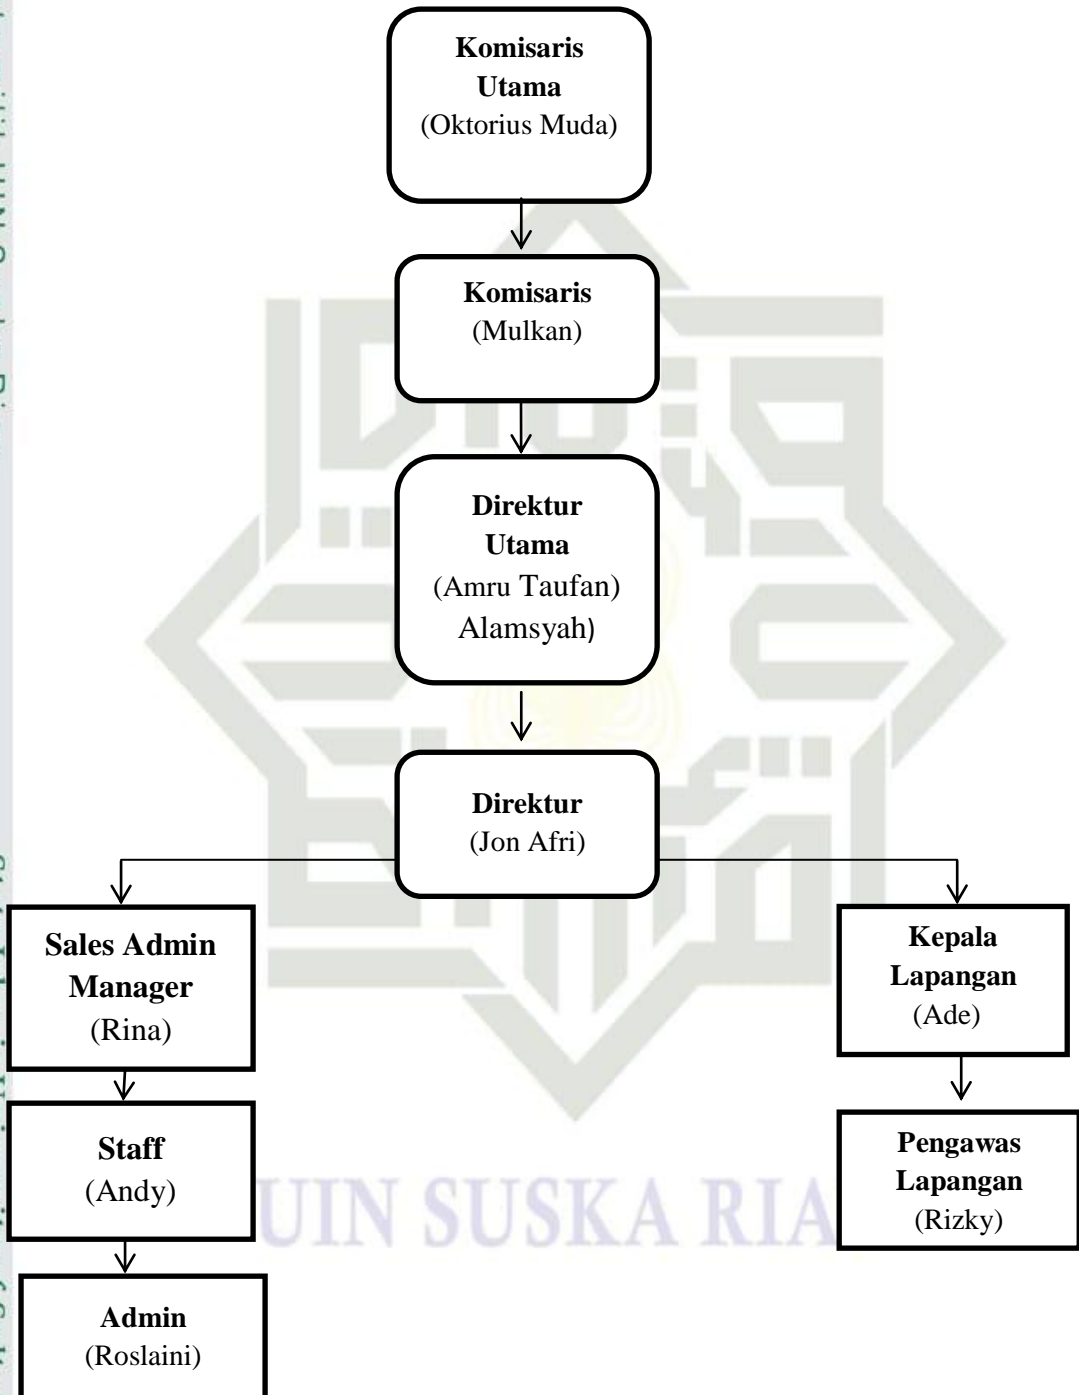 Komisaris
Utama
(Oktorius Muda)
Komisaris
(Mulkan)
Direktur
Utama
(Amru Taufan)
Alamsyah)
Direktur
(Jon Afri)
Sales Admin
Manager
(Rina)
Kepala
Lapangan
(Ade)
Staff
(Andy)
Pengawas
Lapangan
(Rizky)
UIN SUSKA RIA
Admin
(Roslaini)